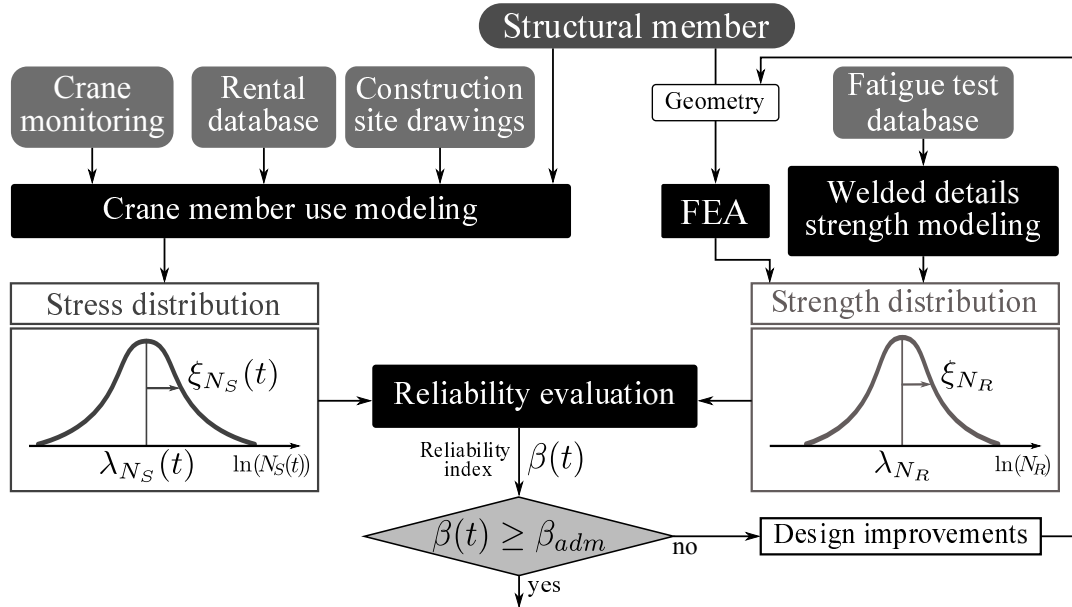 Structural member
Crane
monitoring
Rental
database
Construction
site drawings
Geometry
Fatigue test
database
Crane member use modeling
FEA
Welded details
strength modeling
Stress distribution
Strength distribution
ξ_{N_S}(t)
λ_{N_S}(t)
ln(N_S(t))
Reliability evaluation
ξ_{N_R}
λ_{N_R}
ln(N_R)
Reliability
index
β(t)
β(t) ≥ β_{adm}
no
Design improvements
yes